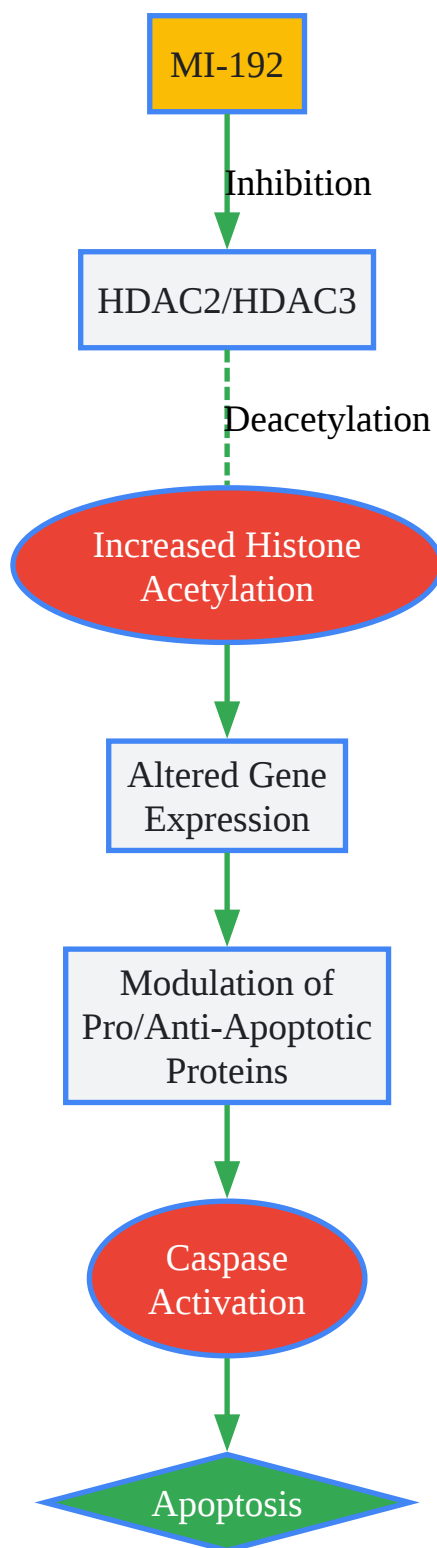 MI-192
Inhibition
HDAC2/HDAC3
Deacetylation
Increased Histone
Acetylation
Altered Gene
Expression
Modulation of
Pro/Anti-Apoptotic
Proteins
Caspase
Activation
Apoptosis